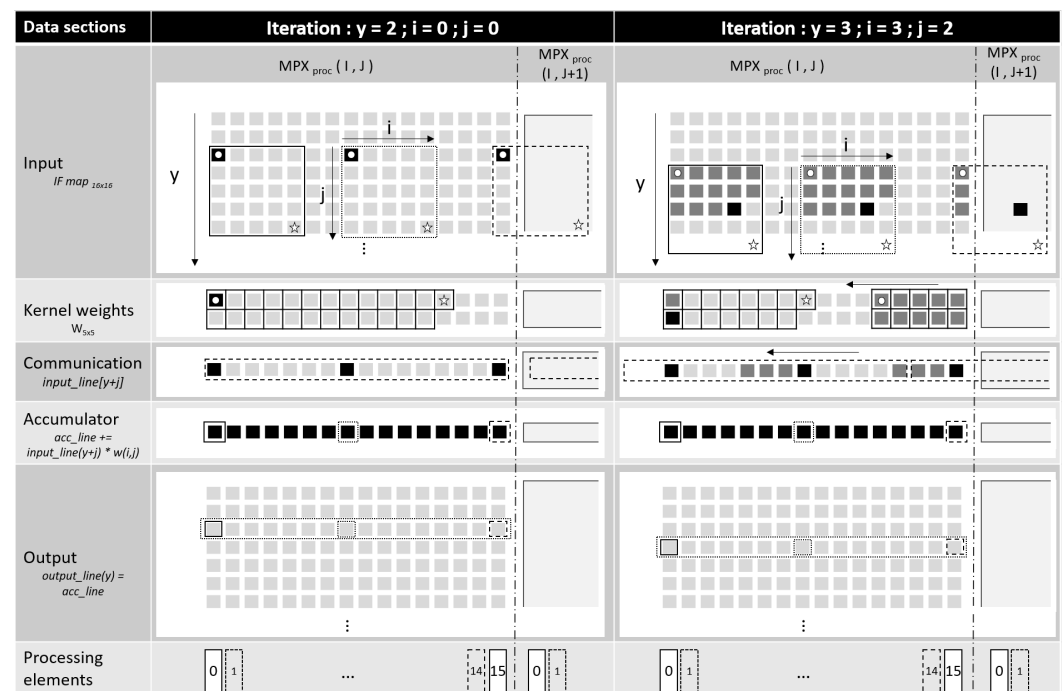 Data sections
Iteration : y = 2 ; i = 0 ; j = 0
Iteration : y = 3 ; i = 3 ; j = 2
Input
IF map 16x16
MPX proc ( I , J )
MPX proc
(I , J+1)
y
i
j
⋮
MPX proc ( I , J )
MPX proc
(I , J+1)
y
i
j
⋮
Kernel weights
W5x5
Communication
input_line[y+j]
Accumulator
acc_line +=
input_line(y+j) * w(i,j)
Output
output_line(y) =
acc_line
⋮
⋮
Processing
elements
0 1 ... 14 15 0 1
0 1 ... 14 15 0 1